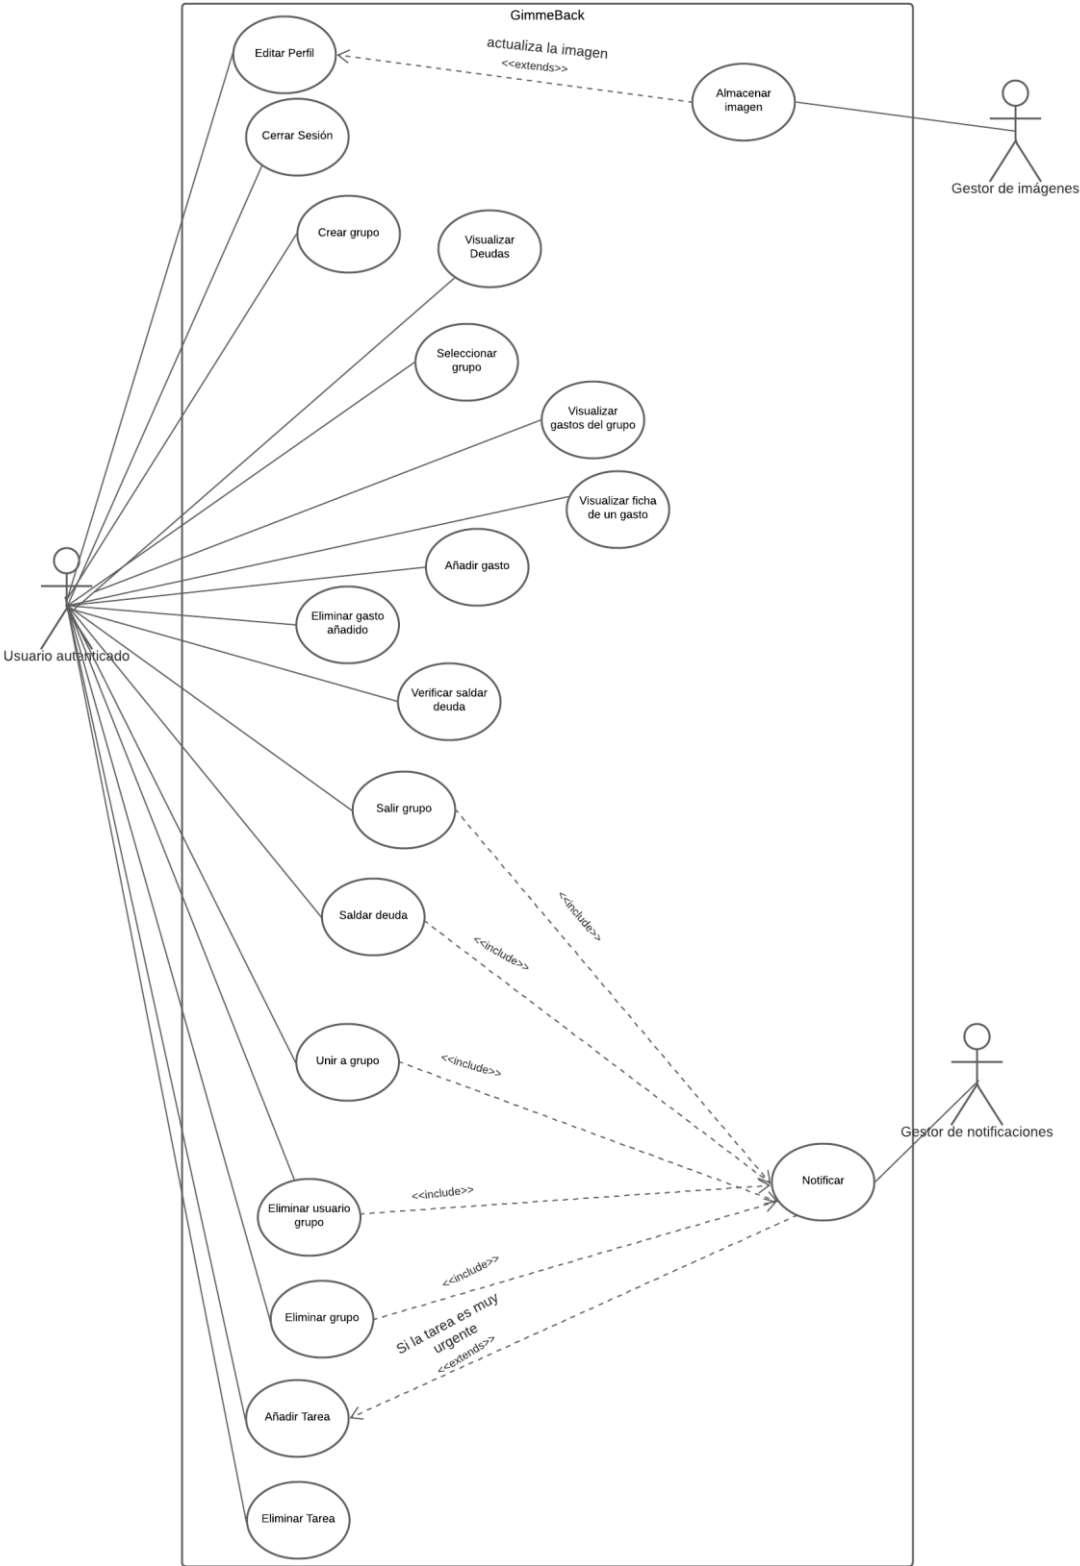 GimmeBack
Editar Perfil
actualiza la imagen
<<extends>>
Almacenar
imagen
Gestor de imágenes
Cerrar Sesión
Crear grupo
Visualizar
Deudas
Seleccionar
grupo
Visualizar
gastos del grupo
Visualizar ficha
de un gasto
Añadir gasto
Eliminar gasto
añadido
Usuario autenticado
Verificar saldar
deuda
Salir grupo
<<include>>
Saldar deuda
<<include>>
Unir a grupo
<<include>>
Gestor de notificaciones
Notificar
Eliminar usuario
grupo
<<include>>
Eliminar grupo
<<include>>
Si la tarea es muy
urgente
<<extends>>
Añadir Tarea
Eliminar Tarea